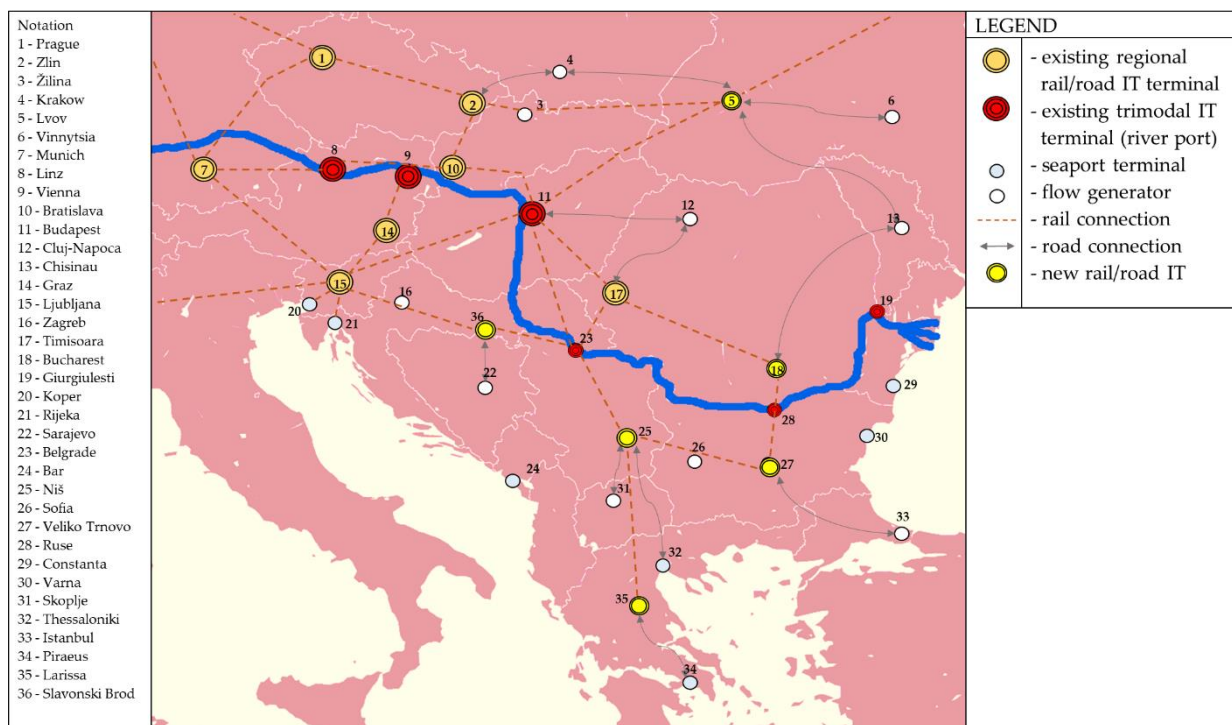 Notation
1 - Prague
2 - Zlin
3 - Žilina
4 - Krakow
5 - Lvov
6 - Vinnytsia
7 - Munich
8 - Linz
9 - Vienna
10 - Bratislava
11 - Budapest
12 - Cluj-Napoca
13 - Chisinau
14 - Graz
15 - Ljubljana
16 - Zagreb
17 - Timisoara
18 - Bucharest
19 - Giurgiulesti
20 - Koper
21 - Rijeka
22 - Sarajevo
23 - Belgrade
24 - Bar
25 - Niš
26 - Sofia
27 - Veliko Trnovo
28 - Ruse
29 - Constanta
30 - Varna
31 - Skoplje
32 - Thessaloniki
33 - Istanbul
34 - Piraeus
35 - Larissa
36 - Slavonski Brod
1
4
2
3
5
6
8
9
7
10
11
12
13
14
15
16
17
20
21
36
19
23
18
22
29
28
30
25
26
27
24
31
33
32
35
34
LEGEND
- existing regional
rail/road IT terminal
- existing trimodal IT
terminal (river port)
- seaport terminal
- flow generator
- rail connection
- road connection
- new rail/road IT